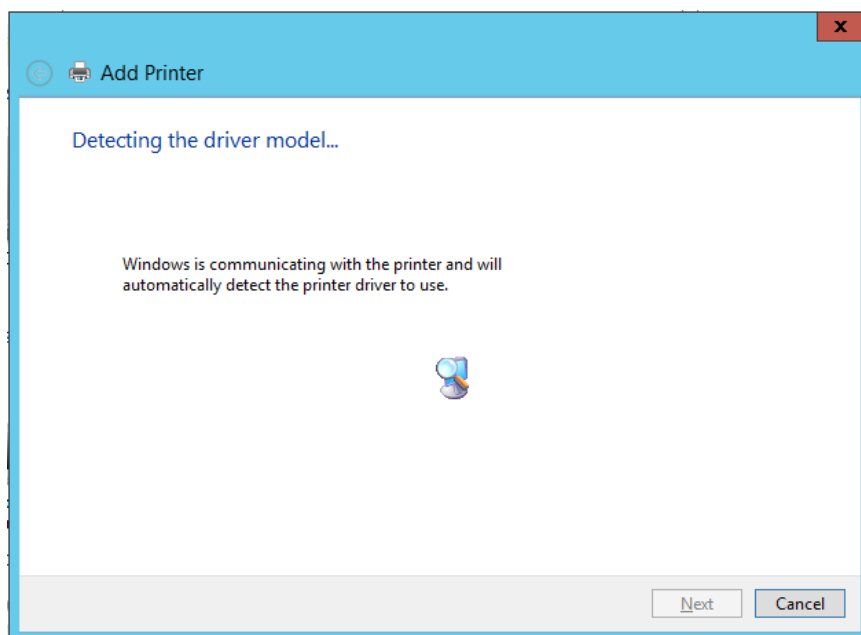 x
Add Printer
Detecting the driver model...
Windows is communicating with the printer and will
automatically detect the printer driver to use.
Next
Cancel